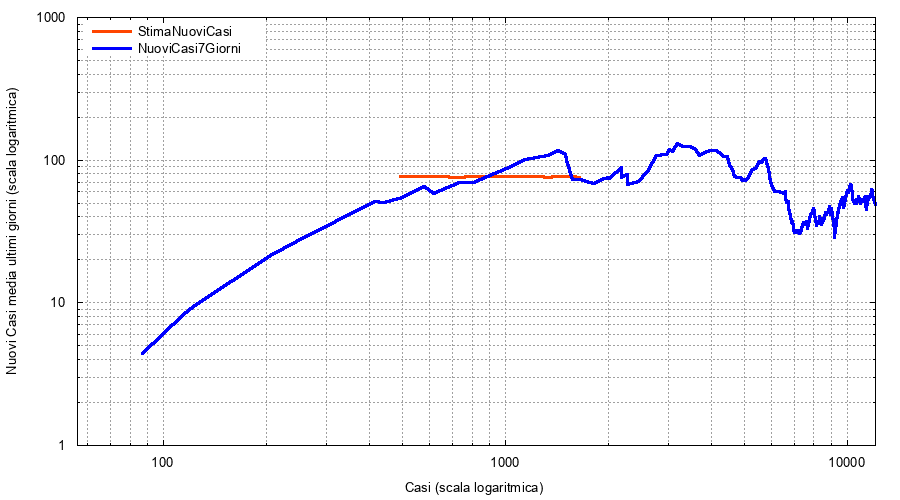 1000
StimaNuoviCasi
NuoviCasi7Giorni
100
10
1
Nuovi Casi media ultimi giorni (scala logaritmica)
100
1000
10000
Casi (scala logaritmica)